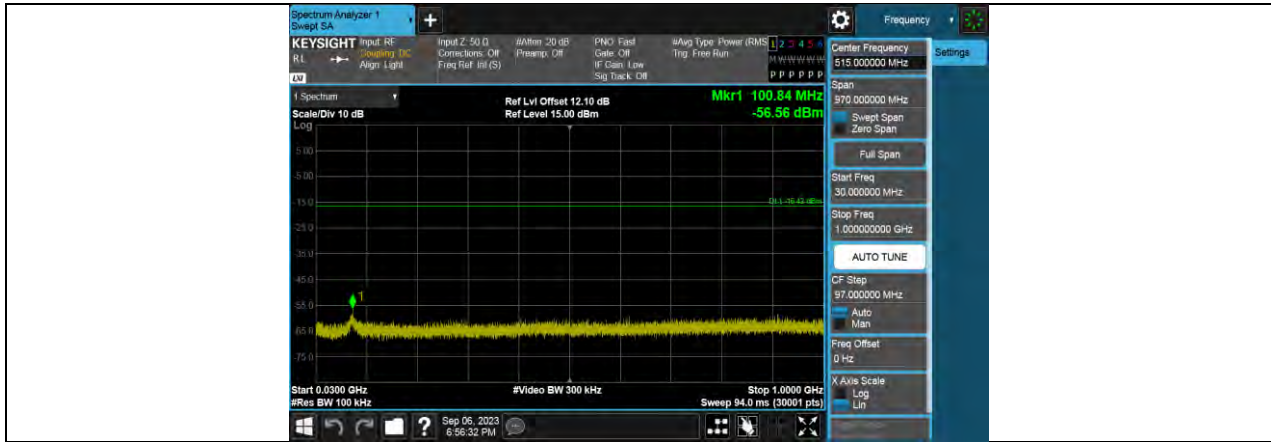 Spectrum Analyzer 1
Swept SA
Frequency
KEYSIGHT
RL
LXI
Input: RF
Coupling: DC
Align: Light
Input Z: 50 Ω
Corrections: Off
Freq Ref: Int (S)
#Atten: 20 dB
Preamp: Off
PNO: Fast
Gate: Off
IF Gain: Low
Sig Track: Off
#Avg Type: Power (RMS
Trig: Free Run
1 2 3 4 5 6
M W W W W W
P P P P P P
Center Frequency
515.000000 MHz
Settings
Span
970.000000 MHz
Swept Span
Zero Span
Full Span
Start Freq
30.000000 MHz
Stop Freq
1.000000000 GHz
AUTO TUNE
CF Step
97.000000 MHz
Auto
Man
Freq Offset
0 Hz
X Axis Scale
Log
Lin
1 Spectrum
Scale/Div 10 dB
Log
Ref Lvl Offset 12.10 dB
Ref Level 15.00 dBm
Mkr1 100.84 MHz
-56.56 dBm
5.00
-5.00
-15.0
DL1 -16.43 dBm
-25.0
-35.0
-45.0
-55.0
1
-65.0
-75.0
Start 0.0300 GHz
#Res BW 100 kHz
#Video BW 300 kHz
Stop 1.0000 GHz
Sweep 94.0 ms (30001 pts)
?
Sep 06, 2023
6:56:32 PM